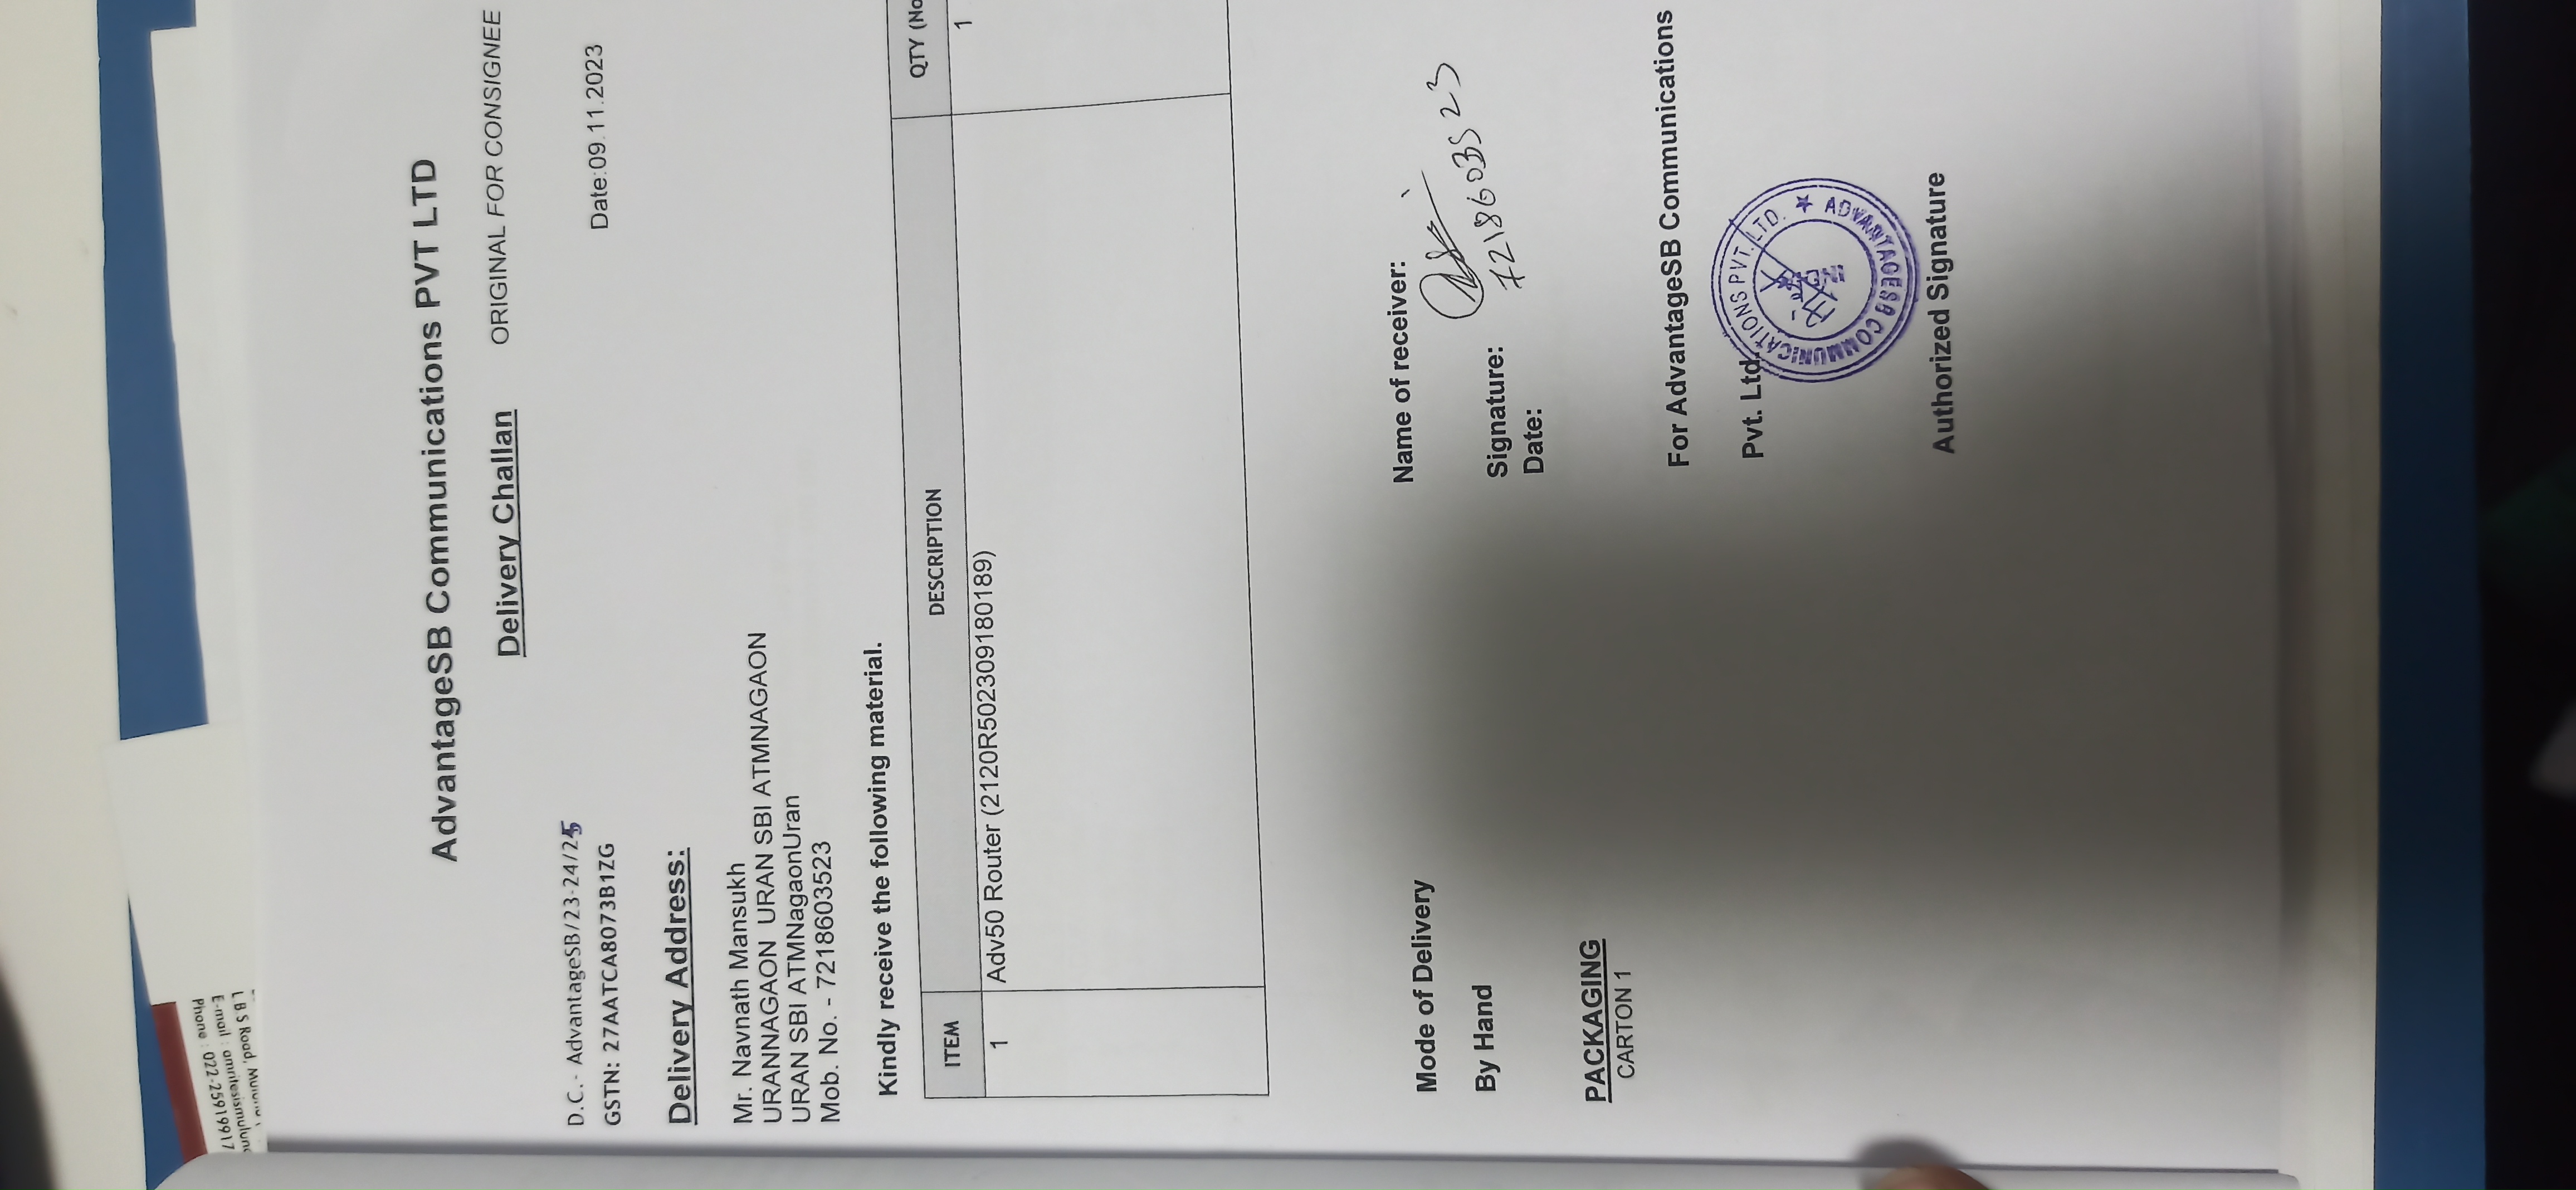 Phone : 022-25919917
E-mail : amritesismulund
L B S Road, Mulund (
AdvantageSB Communications PVT LTD
Delivery Challan ORIGINAL FOR CONSIGNEE
D.C.- AdvantageSB/23-24/25
GSTN: 27AATCA8073B1ZG
Date:09.11.2023
Delivery Address:
Mr. Navnath Mansukh
URANNAGAON URAN SBI ATMNAGAON
URAN SBI ATMNagaonUran
Mob. No. - 7218603523
Kindly receive the following material.
ITEM DESCRIPTION QTY (No
1 Adv50 Router (2120R502309180189) 1
Mode of Delivery
By Hand
Name of receiver:
Signature:
7218603523
Date:
PACKAGING
CARTON 1
For AdvantageSB Communications
Pvt. Ltd.
ADVANTAGESB COMMUNICATIONS PVT. LTD. ★
Authorized Signature